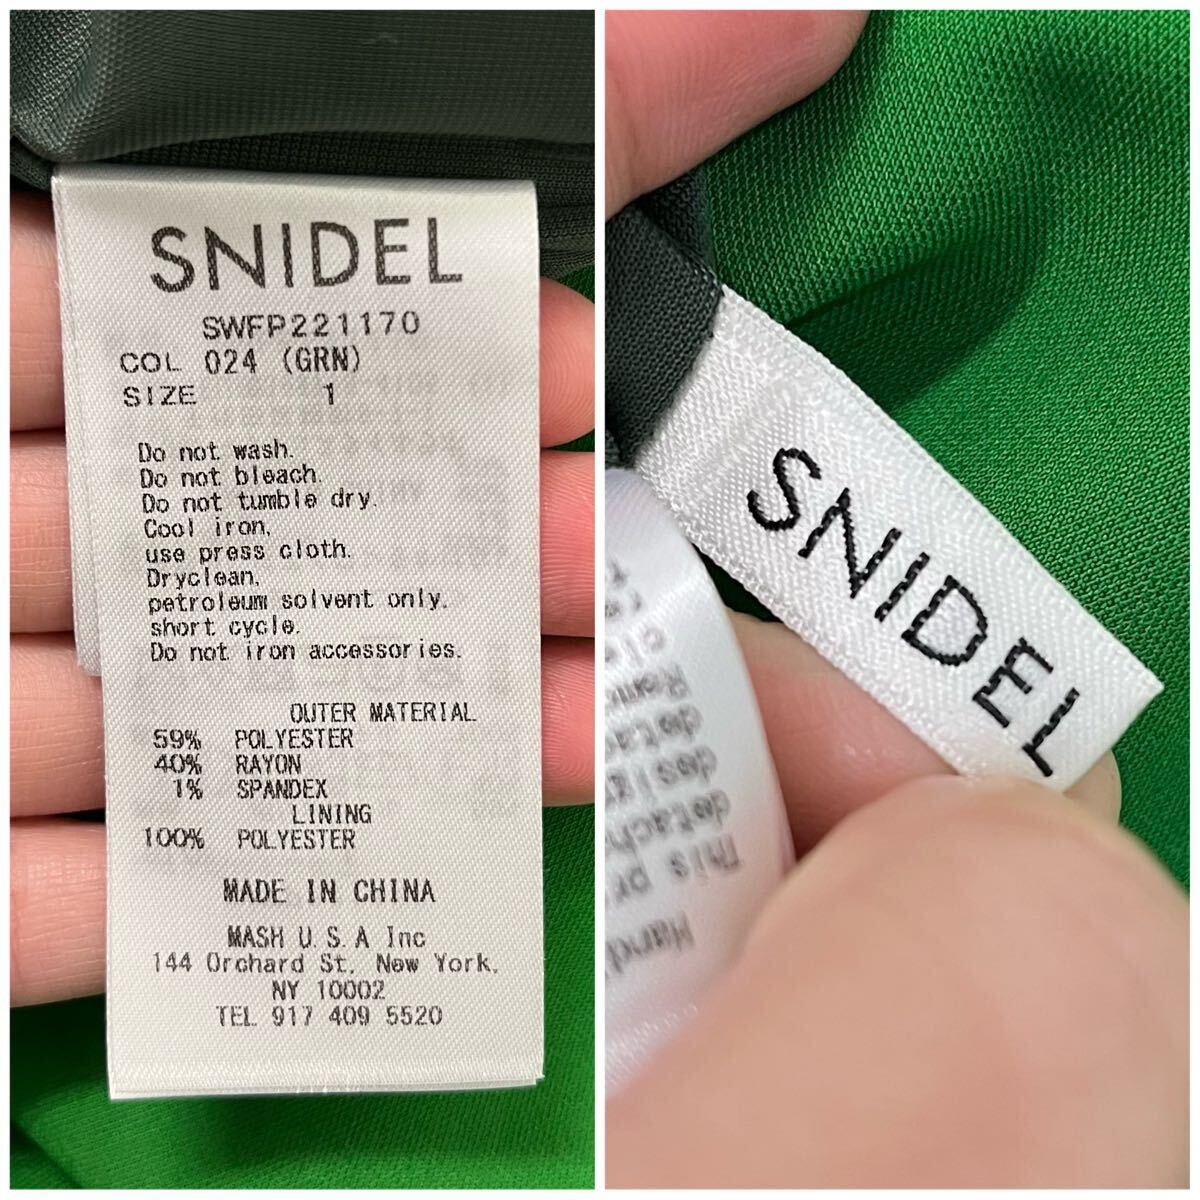 SNIDEL
SWFP221170
COL 024 (GRN)
SIZE 1
Do not wash.
Do not bleach.
Do not tumble dry.
Cool iron,
use press cloth.
Dryclean,
petroleum solvent only.
short cycle.
Do not iron accessories.
OUTER MATERIAL
59% POLYESTER
40% RAYON
1% SPANDEX
LINING
100% POLYESTER
MADE IN CHINA
MASH U.S.A Inc
144 Orchard St, New York,
NY 10002
TEL 917 409 5520
SNIDEL